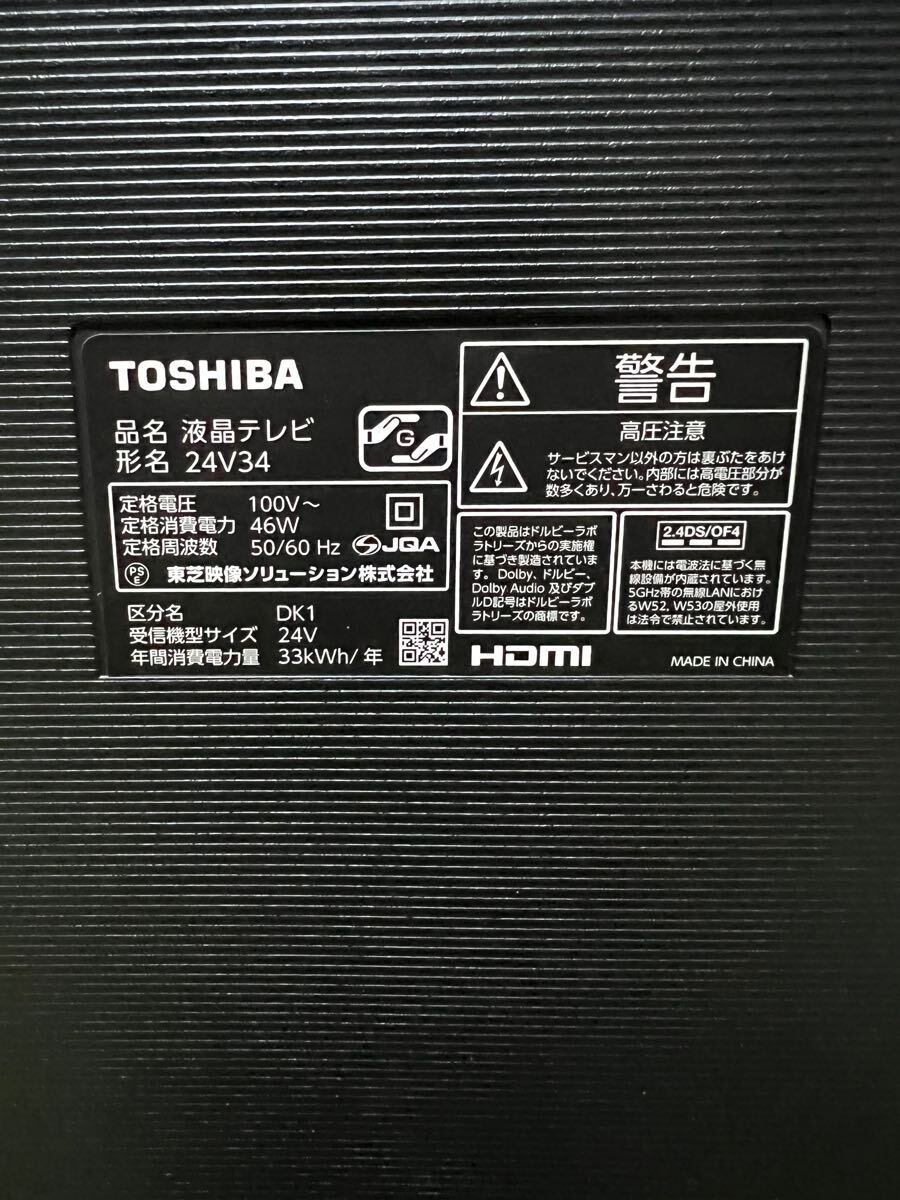 TOSHIBA
品名 液晶テレビ
形名 24V34
G
定格電圧 100V～
定格消費電力 46W
定格周波数 50/60 Hz
JQA
PS
E
東芝映像ソリューション株式会社
区分名 DK1
受信機型サイズ 24V
年間消費電力量 33kWh/年
警告
高圧注意
サービスマン以外の方は裏ぶたをあけ
ないでください。内部には高電圧部分が
数多くあり、万一さわると危険です。
この製品はドルビーラボ
ラトリーズからの実施権
に基づき製造されていま
す。Dolby、ドルビー、
Dolby Audio 及びダブ
ルD記号はドルビーラボ
ラトリーズの商標です。
2.4DS/OF4
本機には電波法に基づく無
線設備が内蔵されています。
5GHz帯の無線LANにおけ
るW52, W53の屋外使用
は法令で禁止されています。
HDMI
MADE IN CHINA